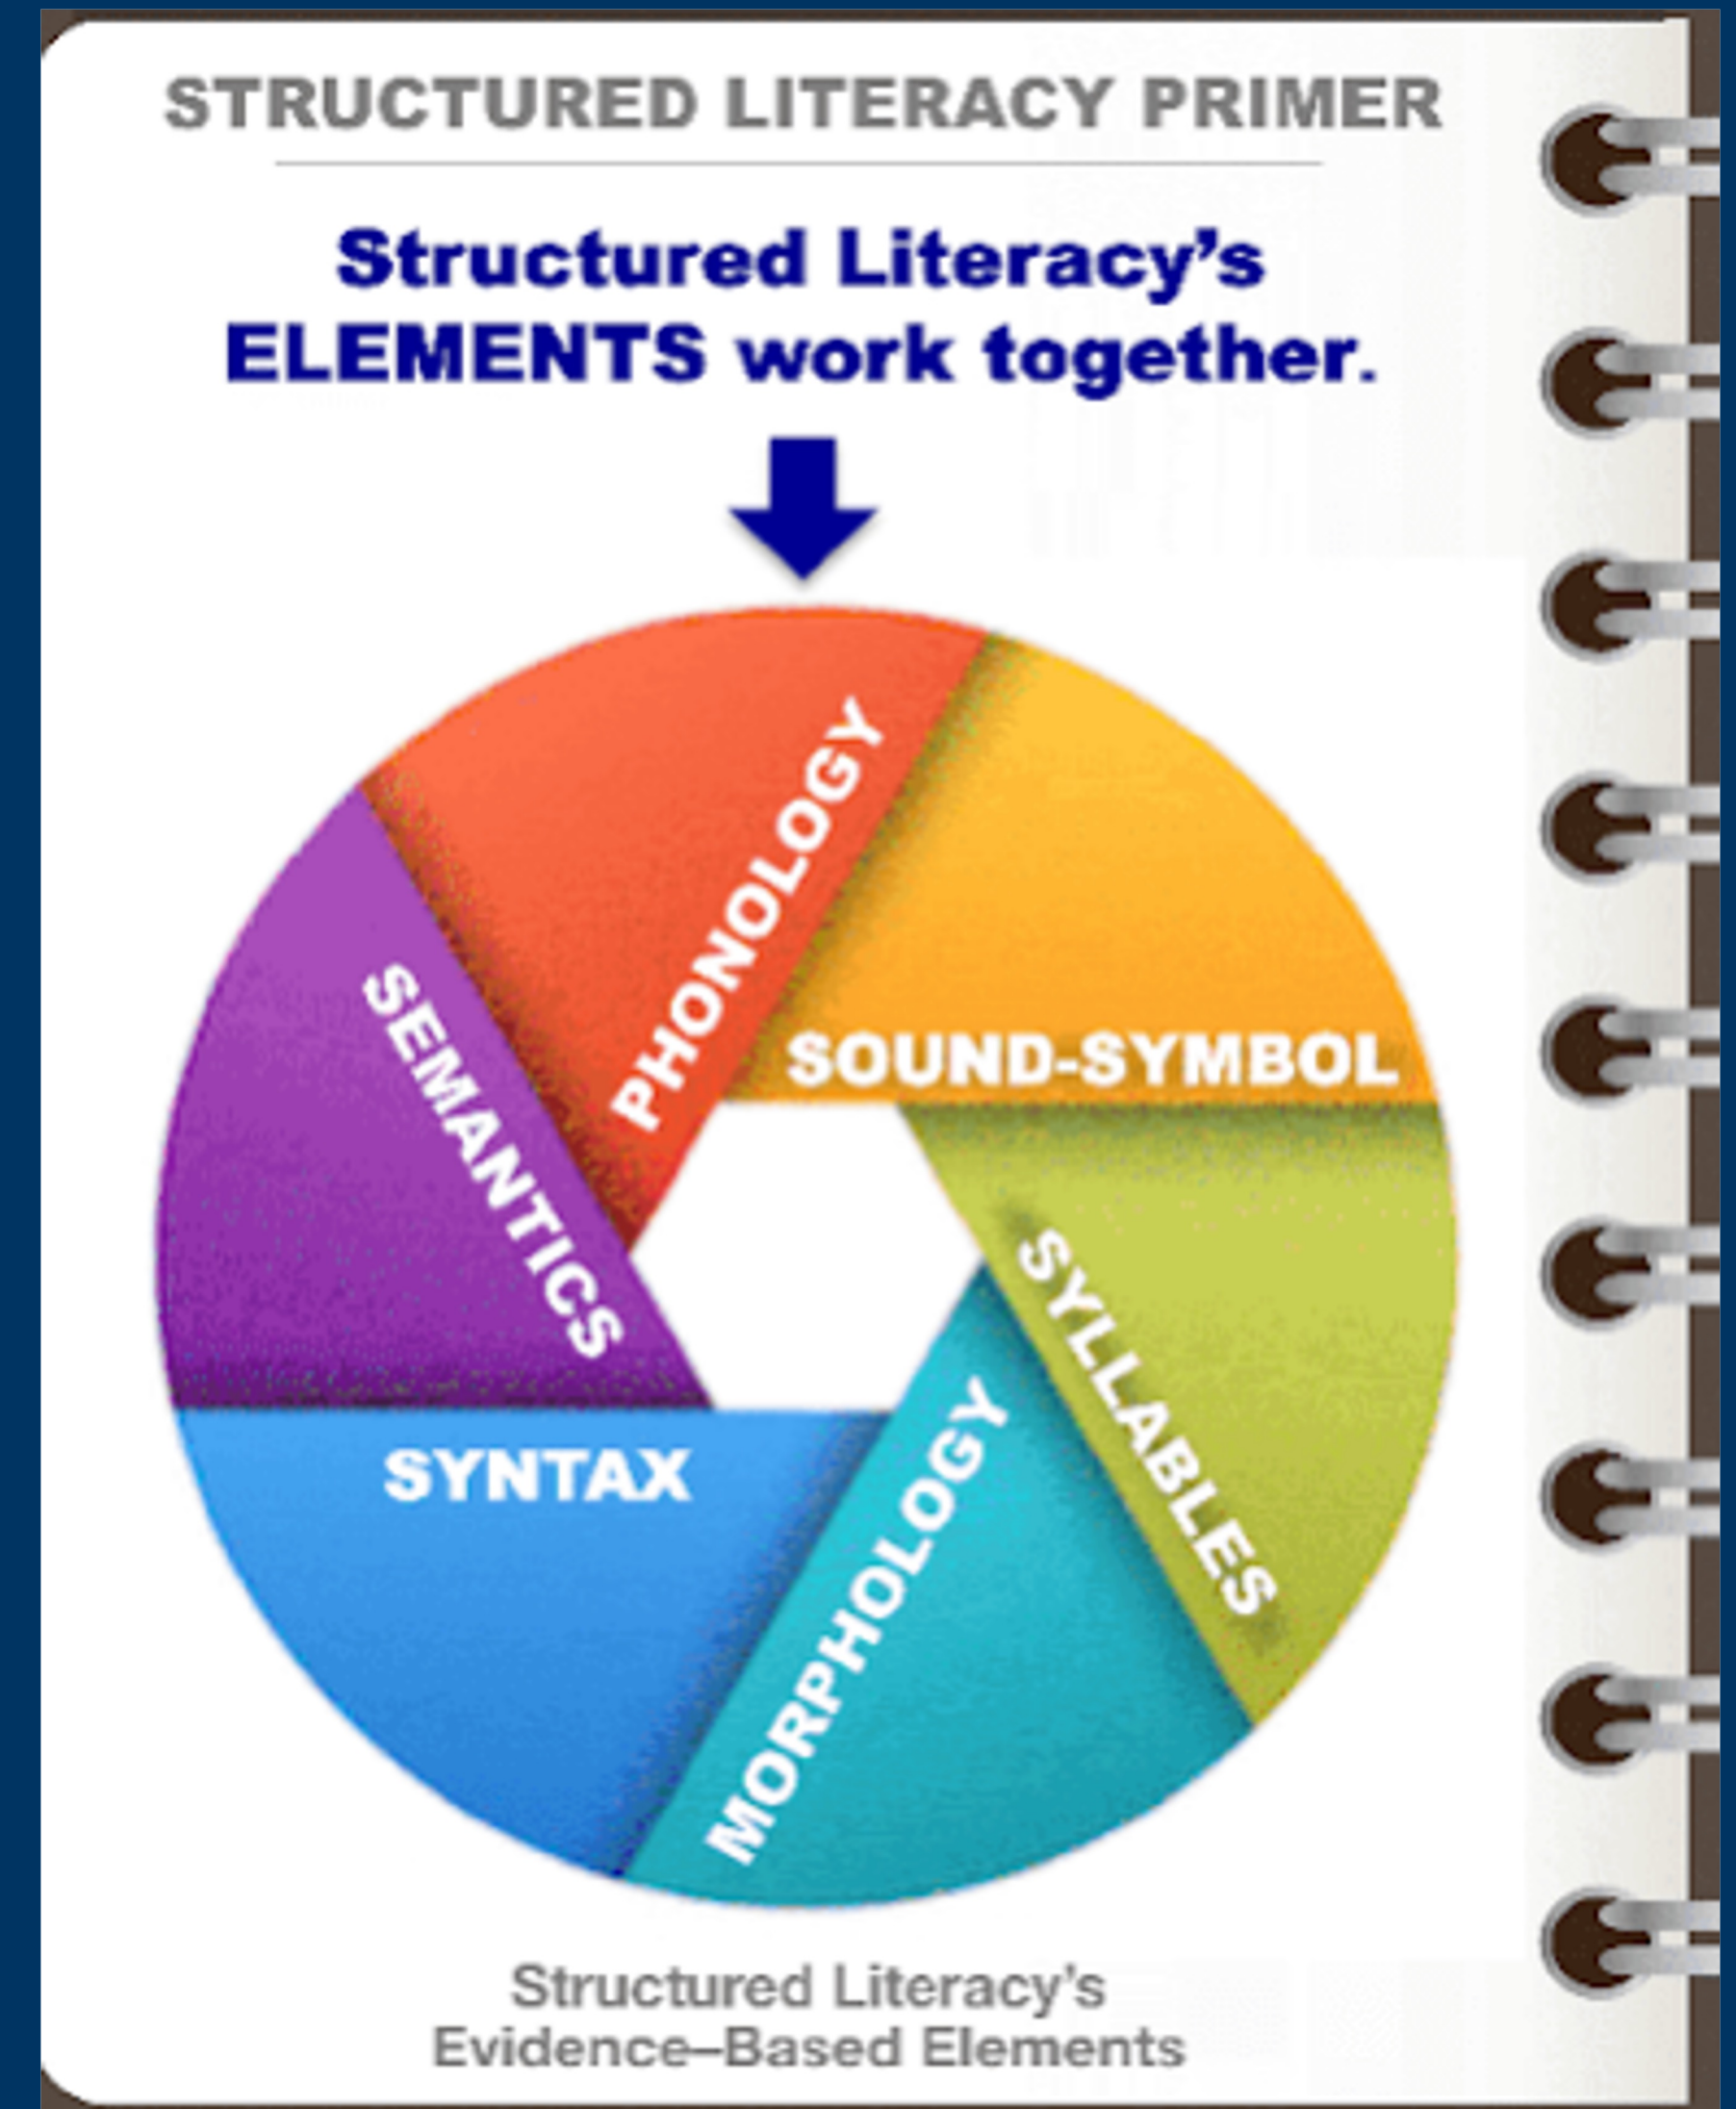 STRUCTURED LITERACY PRIMER
Structured Literacy’s
ELEMENTS work together.
PHONOLOGY
SOUND-SYMBOL
SYLLABLES
MORPHOLOGY
SYNTAX
SEMANTICS
Structured Literacy’s
Evidence–Based Elements